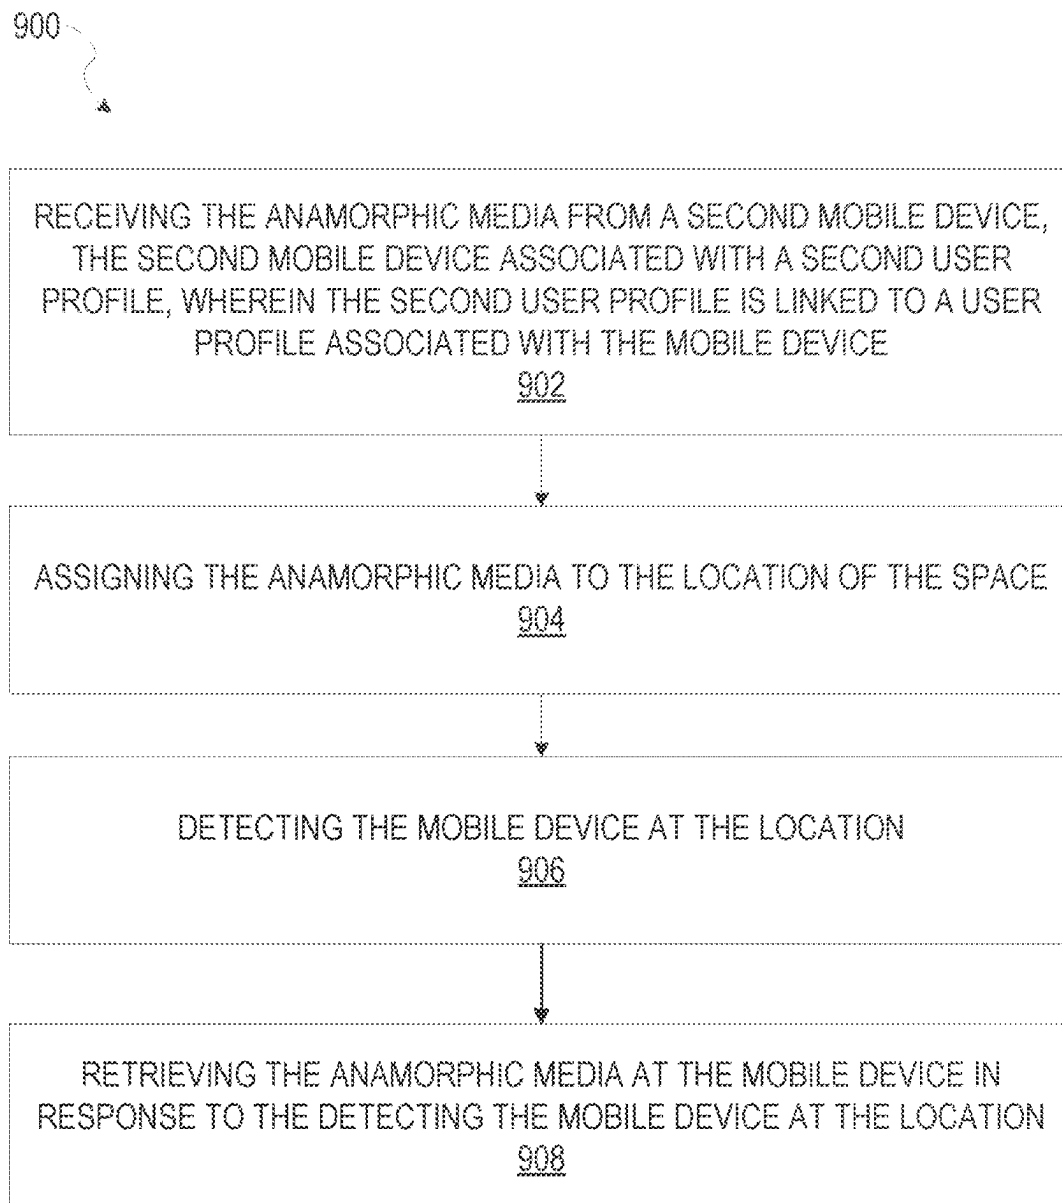 900
RECEIVING THE ANAMORPHIC MEDIA FROM A SECOND MOBILE DEVICE,
THE SECOND MOBILE DEVICE ASSOCIATED WITH A SECOND USER
PROFILE, WHEREIN THE SECOND USER PROFILE IS LINKED TO A USER
PROFILE ASSOCIATED WITH THE MOBILE DEVICE
902
ASSIGNING THE ANAMORPHIC MEDIA TO THE LOCATION OF THE SPACE
904
DETECTING THE MOBILE DEVICE AT THE LOCATION
906
RETRIEVING THE ANAMORPHIC MEDIA AT THE MOBILE DEVICE IN
RESPONSE TO THE DETECTING THE MOBILE DEVICE AT THE LOCATION
908